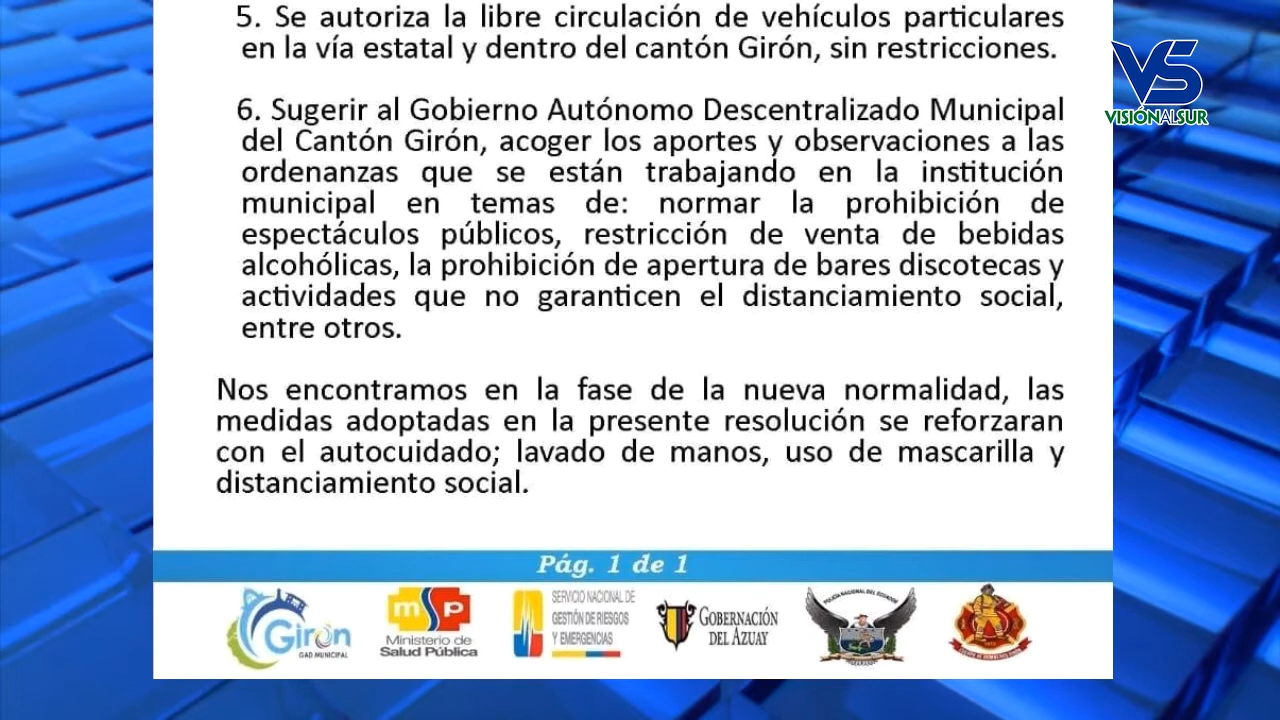 5. Se autoriza la libre circulación de vehículos particulares
en la vía estatal y dentro del cantón Girón, sin restricciones.
VS
VISIÓNALSUR
6. Sugerir al Gobierno Autónomo Descentralizado Municipal
del Cantón Girón, acoger los aportes y observaciones a las
ordenanzas que se están trabajando en la institución
municipal en temas de: normar la prohibición de
espectáculos públicos, restricción de venta de bebidas
alcohólicas, la prohibición de apertura de bares discotecas y
actividades que no garanticen el distanciamiento social,
entre otros.
Nos encontramos en la fase de la nueva normalidad, las
medidas adoptadas en la presente resolución se reforzaran
con el autocuidado; lavado de manos, uso de mascarilla y
distanciamiento social.
Pág. 1 de 1
Girón
GAD MUNICIPAL
msp
Ministerio de
Salud Pública
SERVICIO NACIONAL DE
GESTIÓN DE RIESGOS
Y EMERGENCIAS
GOBERNACIÓN
DEL AZUAY
POLICÍA NACIONAL DEL ECUADOR